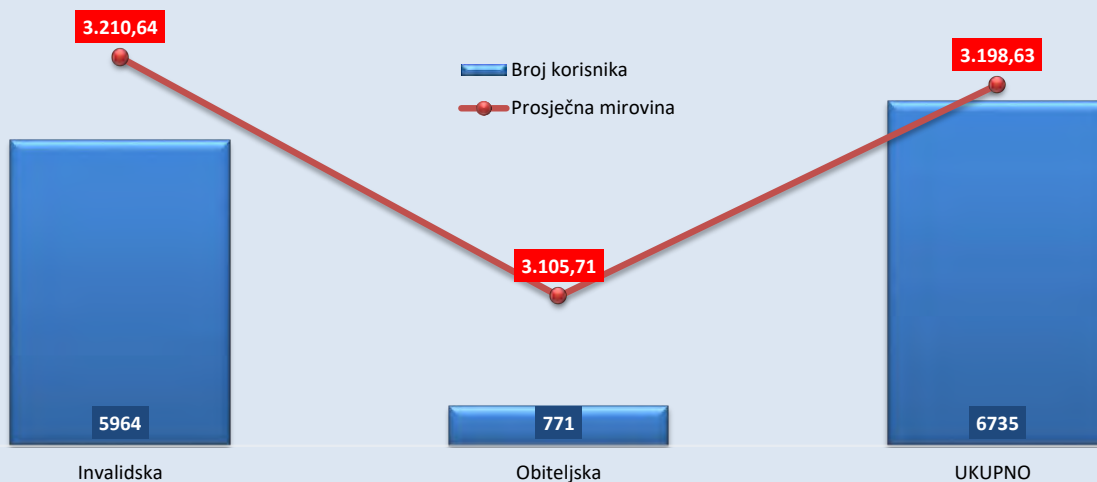 3.210,64
3.198,63
Broj korisnika
Prosječna mirovina
3.105,71
5964
771
6735
Invalidska
Obiteljska
UKUPNO